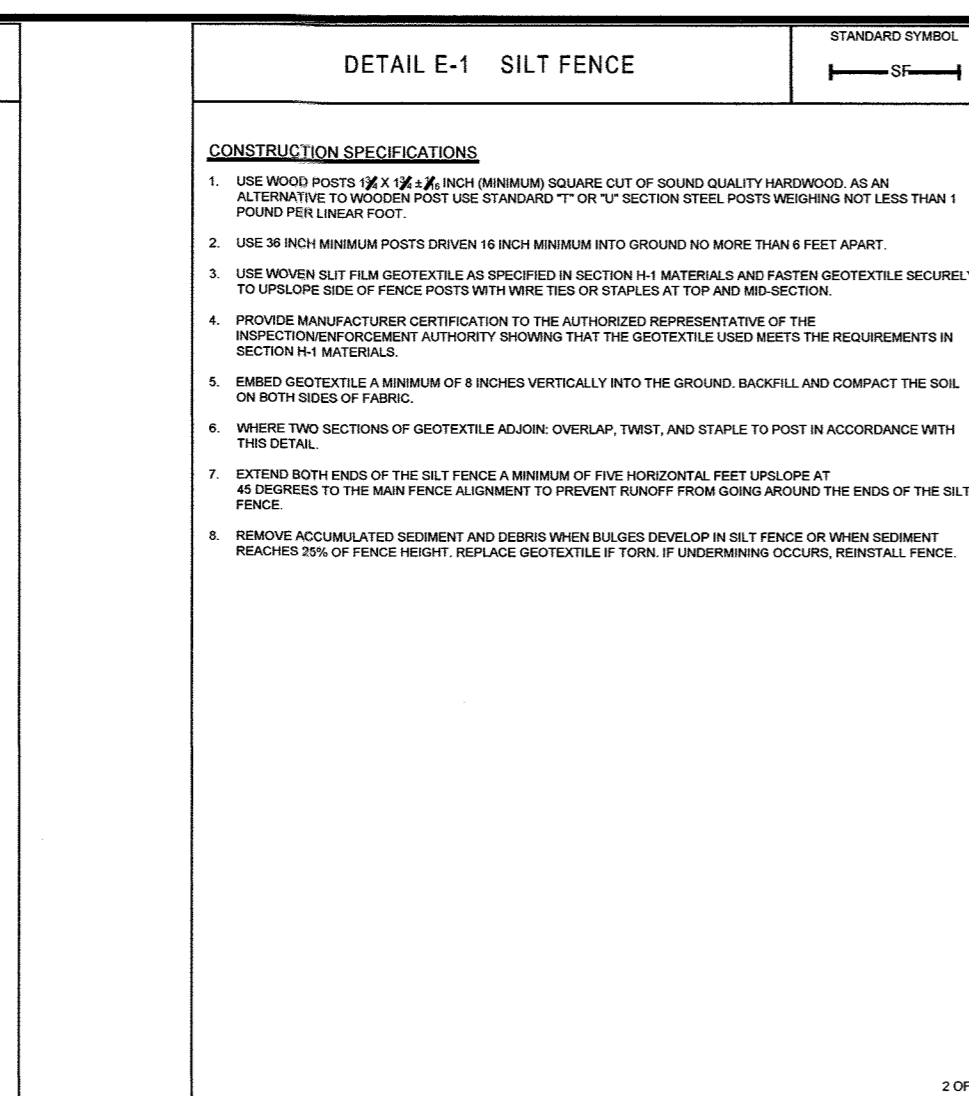 DETAIL E-1 SILT FENCE
STANDARD SYMBOL
SF
CONSTRUCTION SPECIFICATIONS
1. USE WOOD POSTS 1¾ X 1¾ ± 1⁄16 INCH (MINIMUM) SQUARE CUT OF SOUND QUALITY HARDWOOD. AS AN
ALTERNATIVE TO WOODEN POST USE STANDARD "T" OR "U" SECTION STEEL POSTS WEIGHING NOT LESS THAN 1
POUND PER LINEAR FOOT.
2. USE 36 INCH MINIMUM POSTS DRIVEN 16 INCH MINIMUM INTO GROUND NO MORE THAN 6 FEET APART.
3. USE WOVEN SLIT FILM GEOTEXTILE AS SPECIFIED IN SECTION H-1 MATERIALS AND FASTEN GEOTEXTILE SECURELY
TO UPSLOPE SIDE OF FENCE POSTS WITH WIRE TIES OR STAPLES AT TOP AND MID-SECTION.
4. PROVIDE MANUFACTURER CERTIFICATION TO THE AUTHORIZED REPRESENTATIVE OF THE
INSPECTION/ENFORCEMENT AUTHORITY SHOWING THAT THE GEOTEXTILE USED MEETS THE REQUIREMENTS IN
SECTION H-1 MATERIALS.
5. EMBED GEOTEXTILE A MINIMUM OF 8 INCHES VERTICALLY INTO THE GROUND. BACKFILL AND COMPACT THE SOIL
ON BOTH SIDES OF FABRIC.
6. WHERE TWO SECTIONS OF GEOTEXTILE ADJOIN: OVERLAP, TWIST, AND STAPLE TO POST IN ACCORDANCE WITH
THIS DETAIL.
7. EXTEND BOTH ENDS OF THE SILT FENCE A MINIMUM OF FIVE HORIZONTAL FEET UPSLOPE AT
45 DEGREES TO THE MAIN FENCE ALIGNMENT TO PREVENT RUNOFF FROM GOING AROUND THE ENDS OF THE SILT
FENCE.
8. REMOVE ACCUMULATED SEDIMENT AND DEBRIS WHEN BULGES DEVELOP IN SILT FENCE OR WHEN SEDIMENT
REACHES 25% OF FENCE HEIGHT. REPLACE GEOTEXTILE IF TORN. IF UNDERMINING OCCURS, REINSTALL FENCE.
2 OF